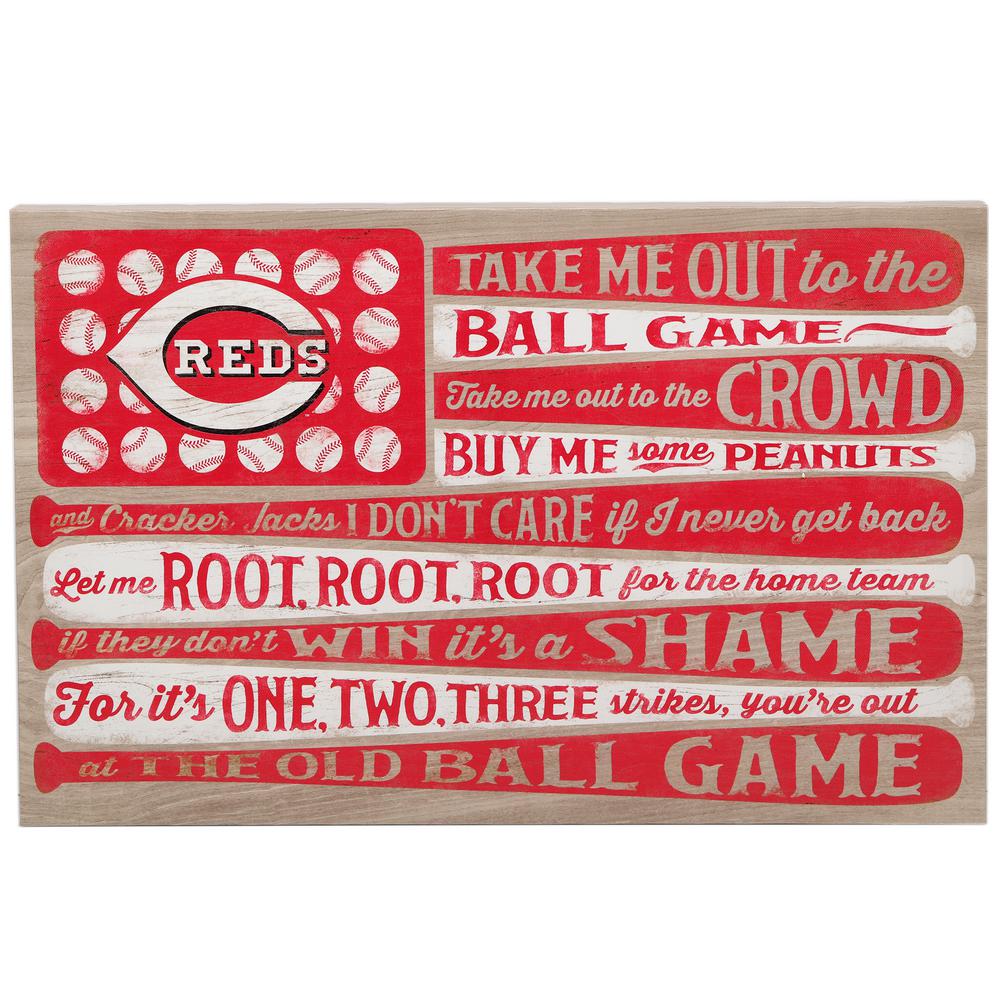 REDS
TAKE ME OUT to the
BALL GAME
Take me out to the CROWD
BUY ME some PEANUTS
and Cracker Jacks I DON'T CARE if I never get back
Let me ROOT, ROOT, ROOT for the home team
if they don't WIN it's a SHAME
For it's ONE, TWO, THREE strikes, you're out
at THE OLD BALL GAME